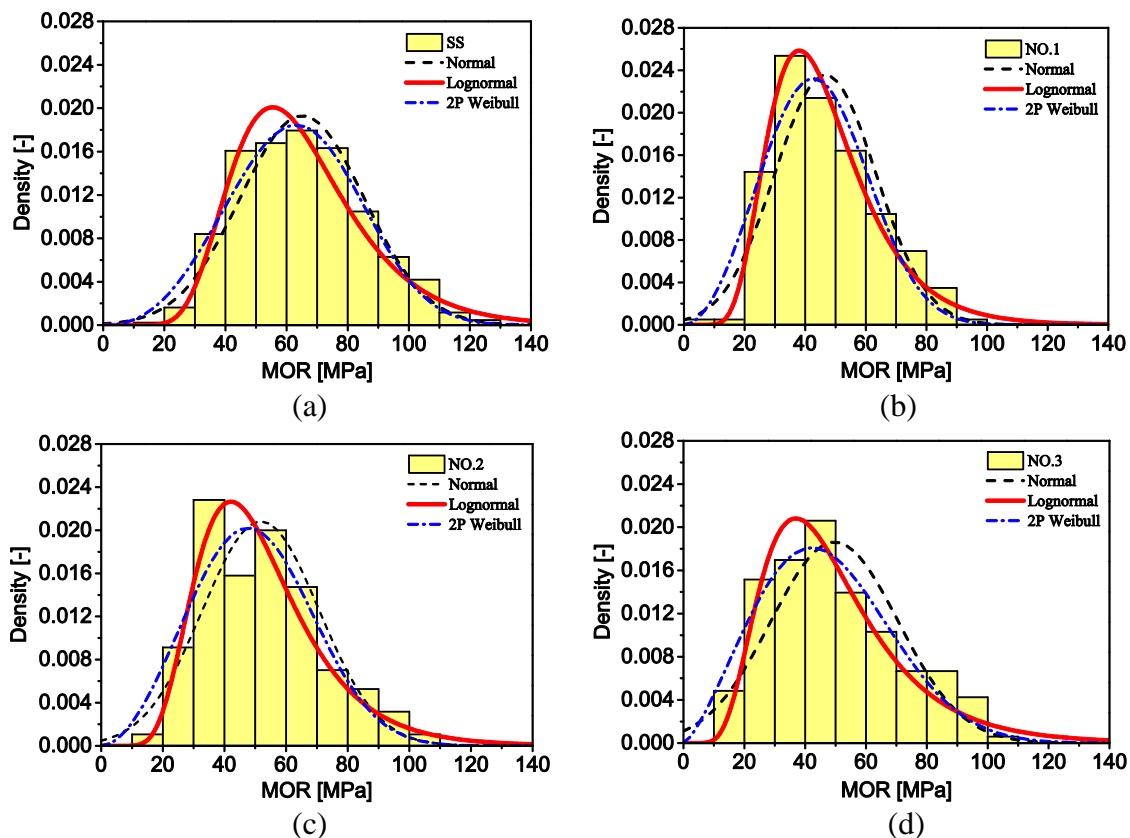 0.028
0.024
0.020
0.016
0.012
0.008
0.004
0.000
Density [-]
0 20 40 60 80 100 120 140
MOR [MPa]
SS
Normal
Lognormal
2P Weibull
(a)
0.028
0.024
0.020
0.016
0.012
0.008
0.004
0.000
Density [-]
0 20 40 60 80 100 120 140
MOR [MPa]
NO.1
Normal
Lognormal
2P Weibull
(b)
0.028
0.024
0.020
0.016
0.012
0.008
0.004
0.000
Density [-]
0 20 40 60 80 100 120 140
MOR [MPa]
NO.2
Normal
Lognormal
2P Weibull
(c)
0.028
0.024
0.020
0.016
0.012
0.008
0.004
0.000
Density [-]
0 20 40 60 80 100 120 140
MOR [MPa]
NO.3
Normal
Lognormal
2P Weibull
(d)